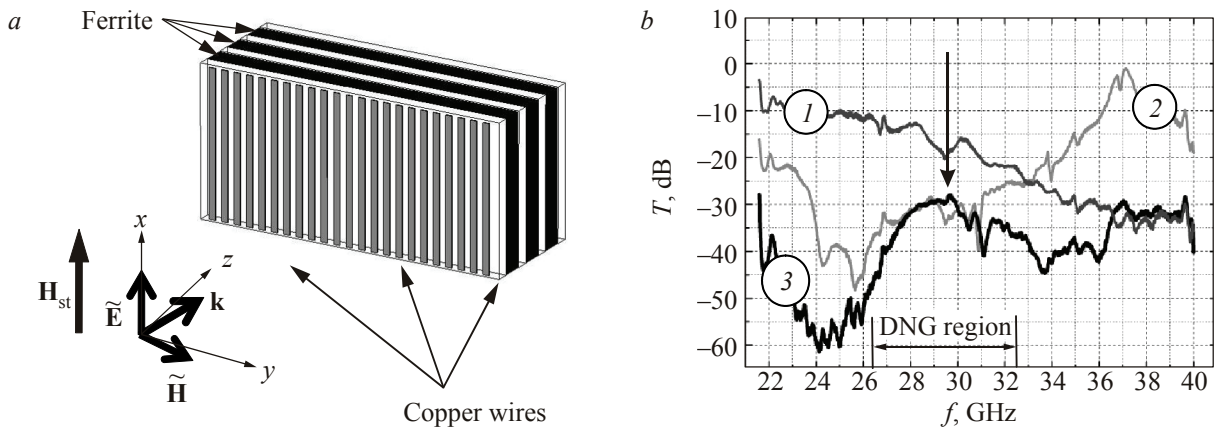 a
Ferrite
x
z
H_st
Ẽ
k
y
H̃
Copper wires
b
10
0
−10
−20
−30
−40
−50
−60
T, dB
1
2
3
DNG region
22 24 26 28 30 32 34 36 38 40
f, GHz